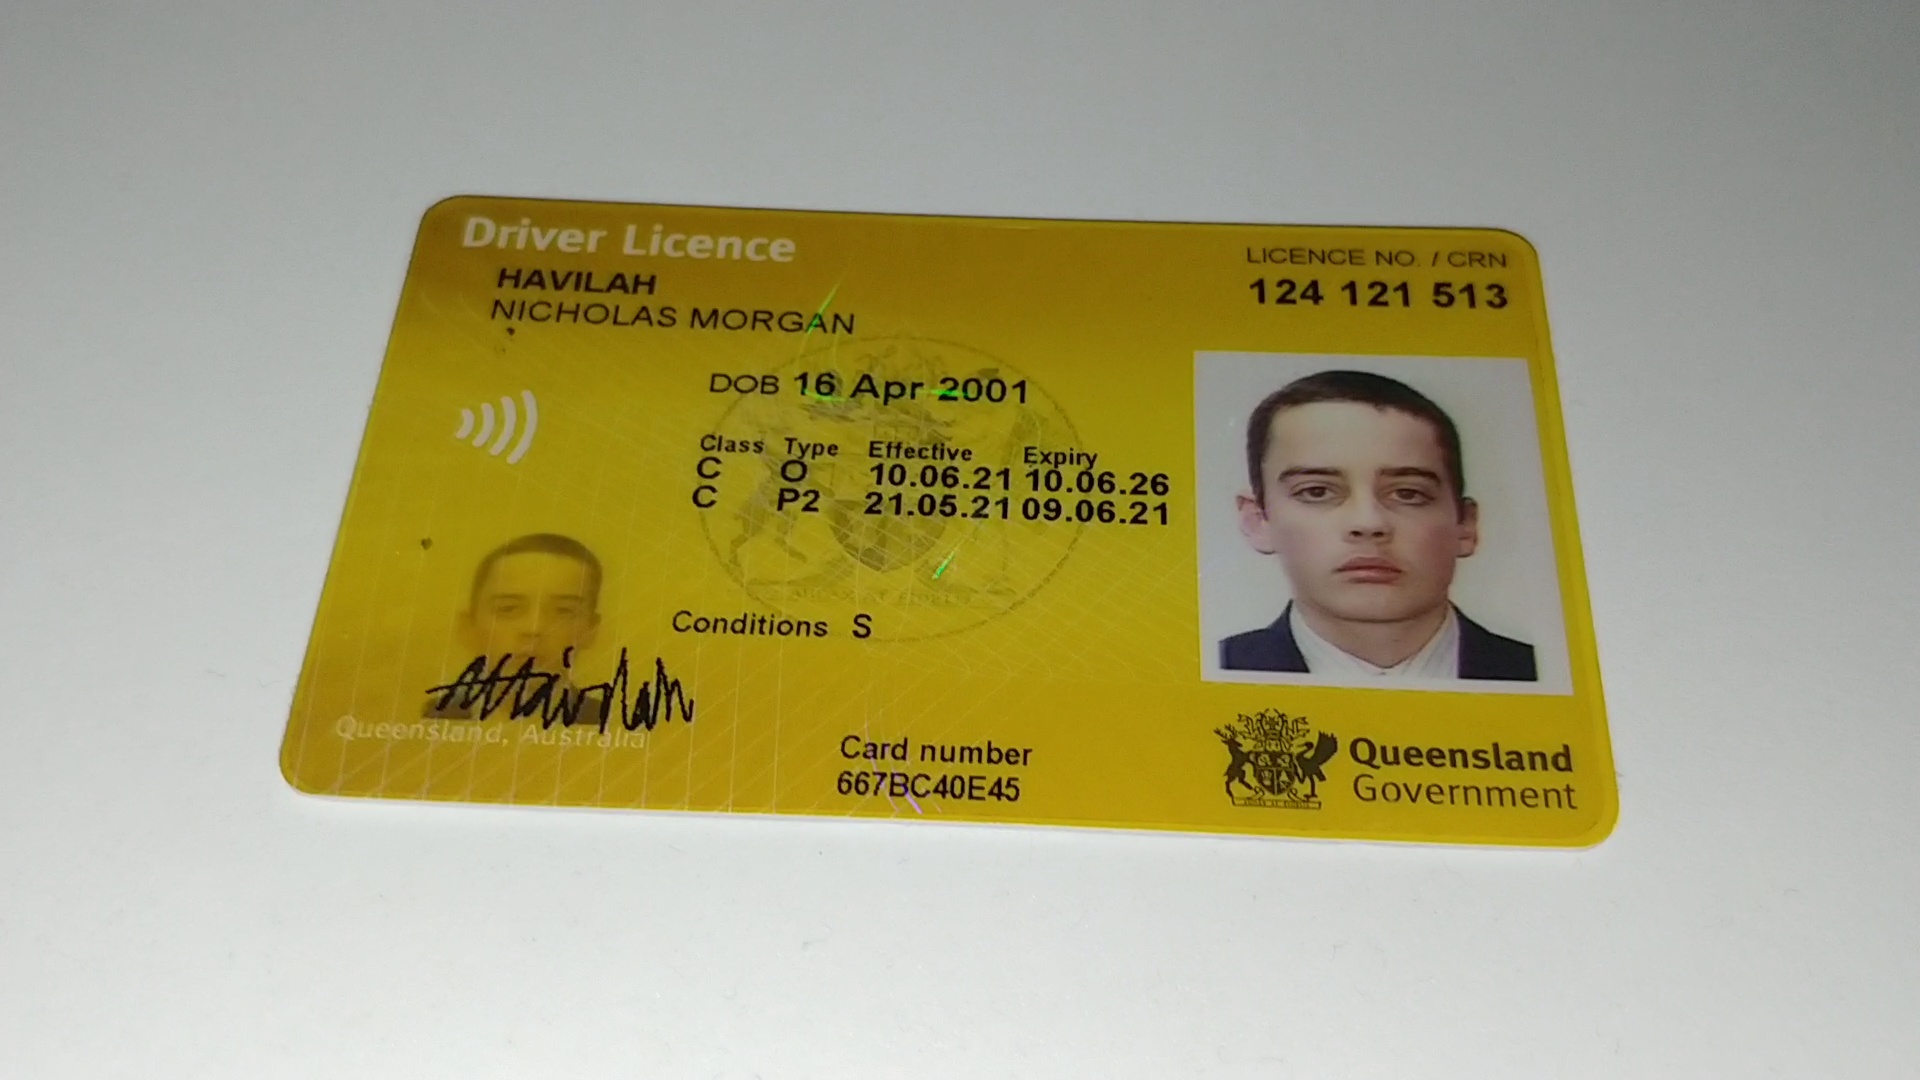 Driver Licence
HAVILAH
NICHOLAS MORGAN
LICENCE NO. / CRN
124 121 513
DOB 16 Apr 2001
Class Type Effective Expiry
C O 10.06.21 10.06.26
C P2 21.05.21 09.06.21
Conditions S
Queensland, Australia
Card number
667BC40E45
Queensland
Government